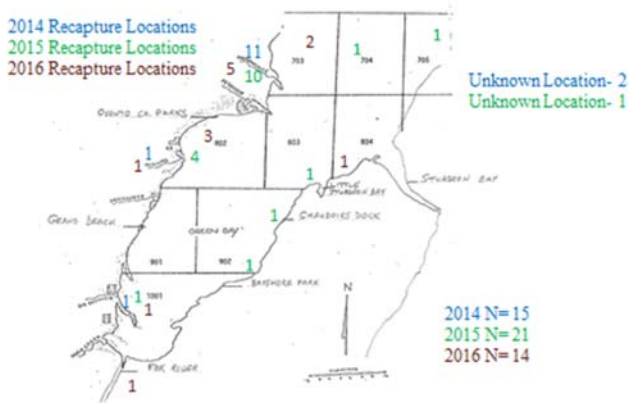 2014 Recapture Locations
2015 Recapture Locations
2016 Recapture Locations
11
2
1
1
703
704
705
5
10
Unknown Location- 2
Unknown Location- 1
OCONTO CO. PARKS
3
802
803
804
1
1
4
1
1
STURGEON BAY
LITTLE
STURGEON BAY
1
CHAUDOIRS DOCK
GRAND BEACH
GREEN BAY
901
902
1
BAYSHORE PARK
N
1
1
1001
1
2014 N= 15
2015 N= 21
2016 N= 14
FOX RIVER
1